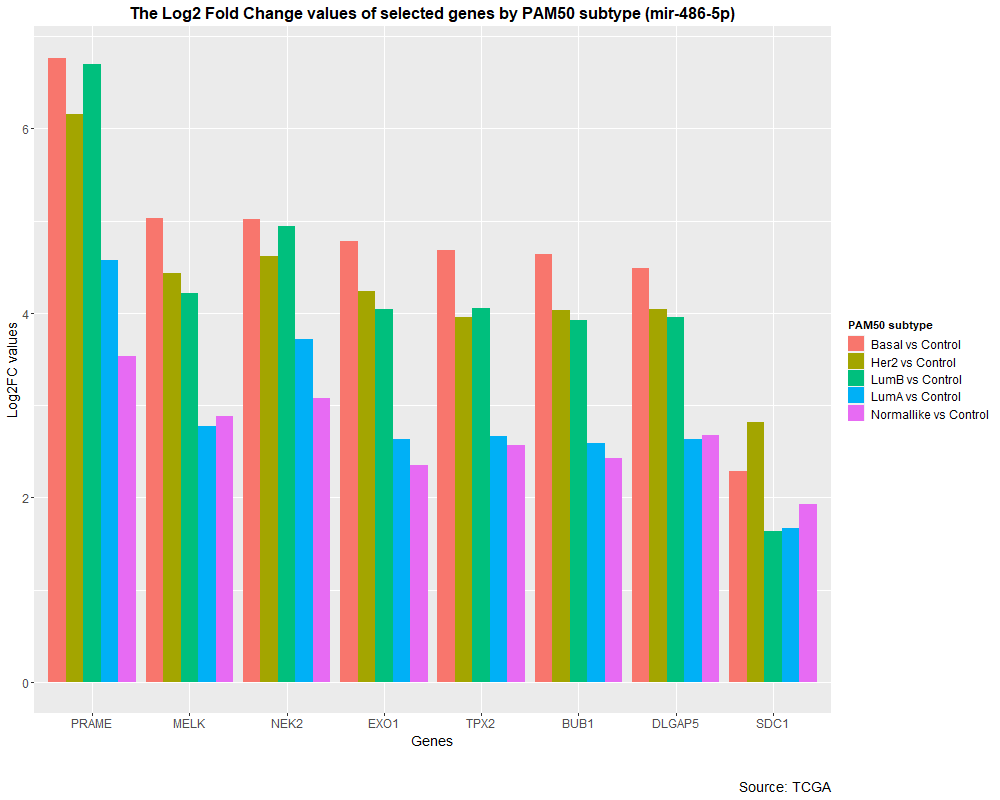 The Log2 Fold Change values of selected genes by PAM50 subtype (mir-486-5p)
Log2FC values
6
4
2
0
PRAME MELK NEK2 EXO1 TPX2 BUB1 DLGAP5 SDC1
Genes
PAM50 subtype
Basal vs Control
Her2 vs Control
LumB vs Control
LumA vs Control
Normallike vs Control
Source: TCGA